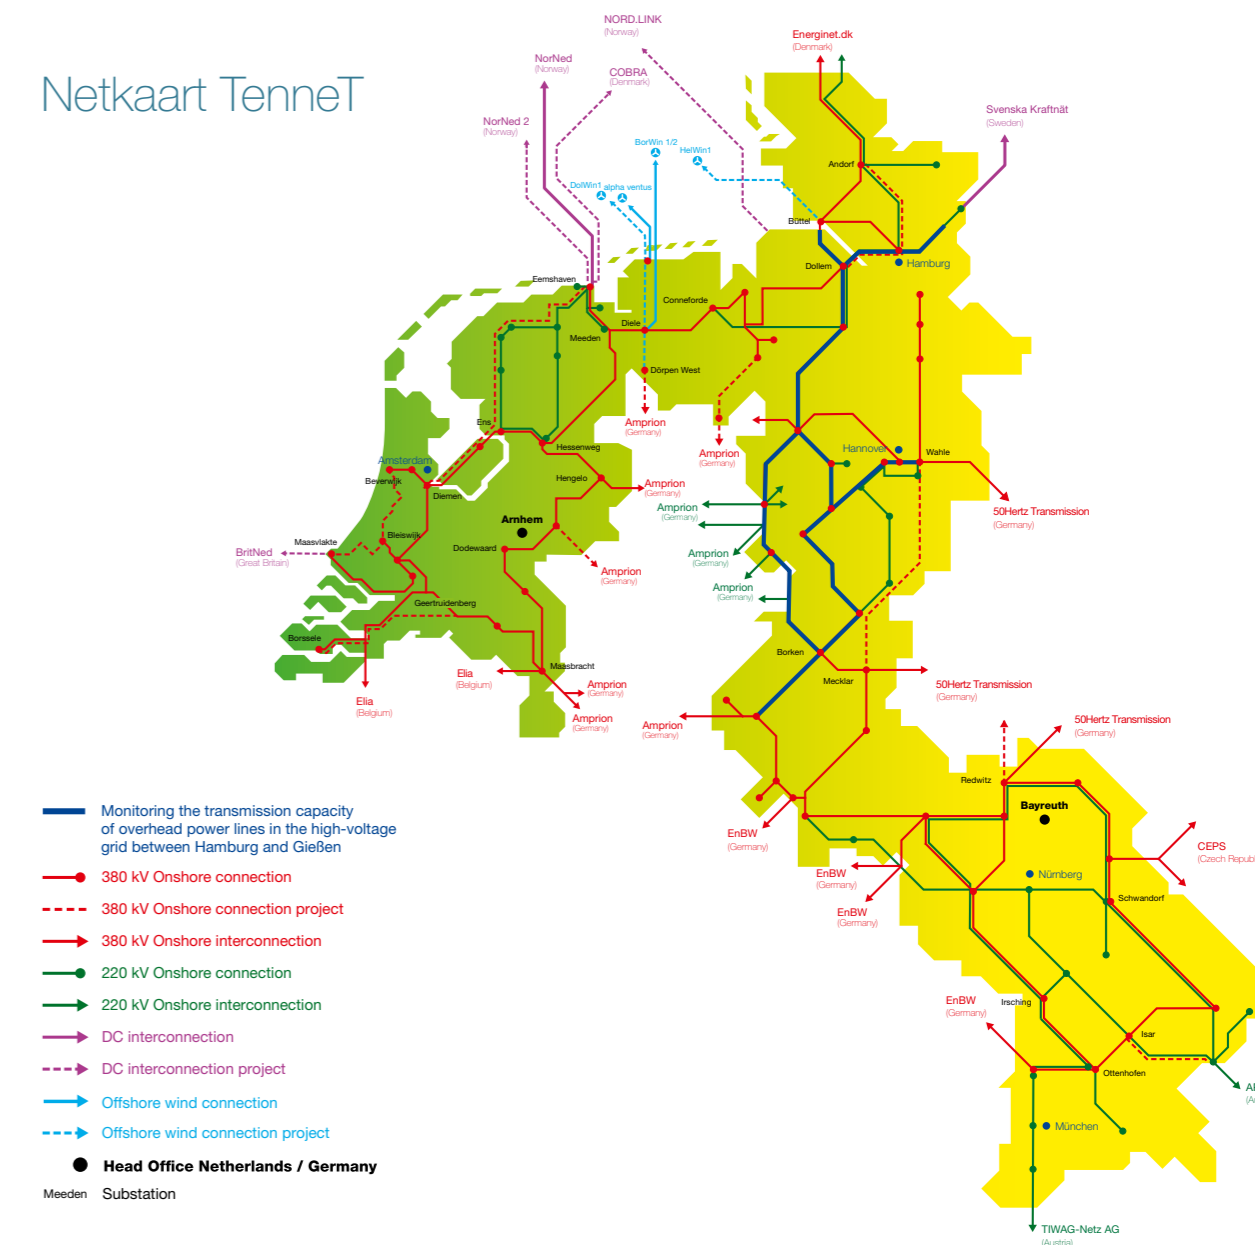 Netkaart TenneT
NORD.LINK
(Norway)
Energinet.dk
(Denmark)
NorNed
(Norway)
COBRA
(Denmark)
Svenska Kraftnät
(Sweden)
NorNed 2
(Norway)
BorWin 1/2
HelWin1
DolWin1
alpha ventus
Andorf
Büttel
Dollern
Hamburg
Eemshaven
Conneforde
Diele
Meeden
Dörpen West
Ens
Amprion
(Germany)
Amprion
(Germany)
Hessenweg
Hannover
Wahle
Amsterdam
Beverwijk
Diemen
Hengelo
Amprion
(Germany)
Amprion
(Germany)
50Hertz Transmission
(Germany)
Arnhem
Bleiswijk
Maasvlakte
BritNed
(Great Britain)
Dodewaard
Amprion
(Germany)
Amprion
(Germany)
Amprion
(Germany)
Geertruidenberg
Borssele
Borken
Mecklar
Maasbracht
Elia
(Belgium)
Amprion
(Germany)
50Hertz Transmission
(Germany)
Elia
(Belgium)
Amprion
(Germany)
Amprion
(Germany)
50Hertz Transmission
(Germany)
Redwitz
Bayreuth
EnBW
(Germany)
CEPS
(Czech Republ
EnBW
(Germany)
Nürnberg
Schwandorf
EnBW
(Germany)
EnBW
(Germany)
Irsching
Isar
Ottenhofen
München
TIWAG-Netz AG
(Austria)
Monitoring the transmission capacity
of overhead power lines in the high-voltage
grid between Hamburg and Gießen
380 kV Onshore connection
380 kV Onshore connection project
380 kV Onshore interconnection
220 kV Onshore connection
220 kV Onshore interconnection
DC interconnection
DC interconnection project
Offshore wind connection
Offshore wind connection project
Head Office Netherlands / Germany
Meeden Substation